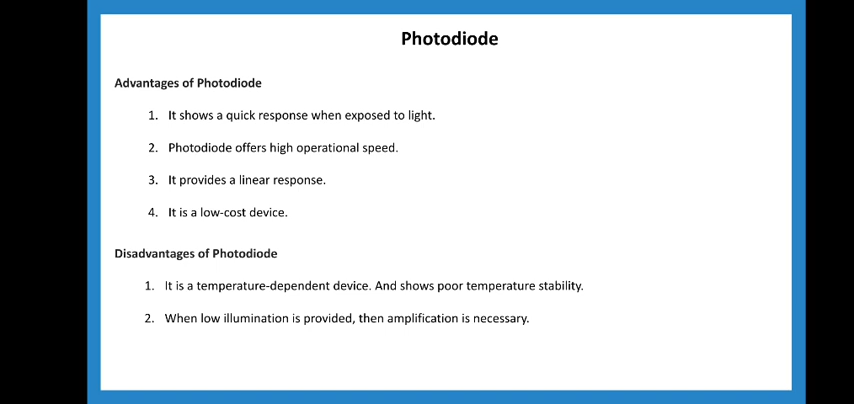 Photodiode
Advantages of Photodiode
1. It shows a quick response when exposed to light.
2. Photodiode offers high operational speed.
3. It provides a linear response.
4. It is a low-cost device.
Disadvantages of Photodiode
1. It is a temperature-dependent device. And shows poor temperature stability.
2. When low illumination is provided, then amplification is necessary.